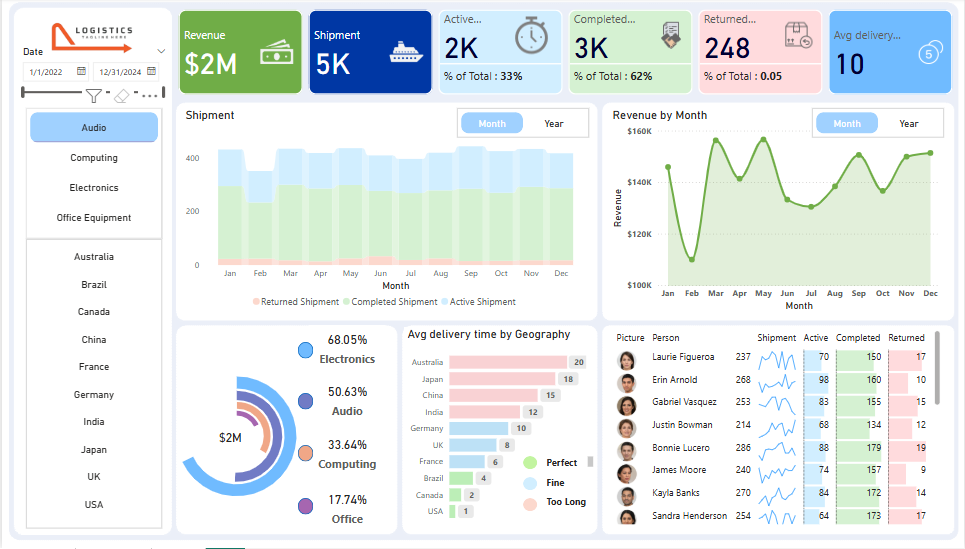 LOGISTICS
TAGLINEHERE
Date
1/1/2022
12/31/2024
Audio
Computing
Electronics
Office Equipment
Australia
Brazil
Canada
China
France
Germany
India
Japan
UK
USA
Revenue
$2M
Shipment
5K
Active...
2K
% of Total : 33%
Completed...
3K
% of Total : 62%
Returned...
248
% of Total : 0.05
Avg delivery...
10
5
Shipment
Month Year
400
200
0
Jan Feb Mar Apr May Jun Jul Aug Sep Oct Nov Dec
Month
Returned Shipment Completed Shipment Active Shipment
Revenue by Month
Month Year
$160K
$140K
$120K
$100K
Revenue
Jan Feb Mar Apr May Jun Jul Aug Sep Oct Nov Dec
Month
$2M
68.05%
Electronics
50.63%
Audio
33.64%
Computing
17.74%
Office
Avg delivery time by Geography
Australia 20
Japan 18
China 15
India 12
Germany 10
UK 8
France 6
Brazil 4
Canada 2
USA 1
Perfect
Fine
Too Long
Picture Person Shipment Active Completed Returned
Laurie Figueroa 237 70 150 17
Erin Arnold 268 98 160 10
Gabriel Vasquez 253 83 155 15
Justin Bowman 214 68 134 12
Bonnie Lucero 286 88 179 19
James Moore 240 74 157 9
Kayla Banks 270 84 172 14
Sandra Henderson 254 64 173 17